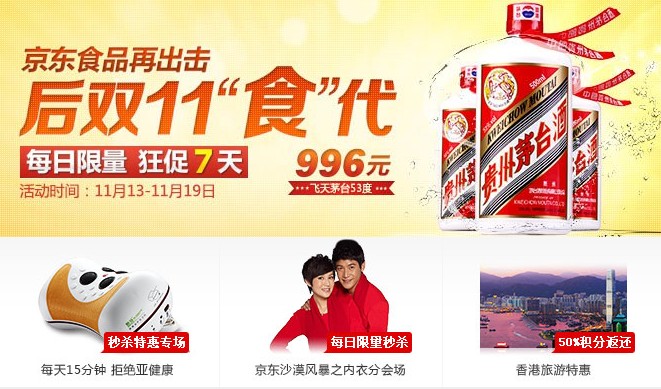 京东食品再出击
后双11“食”代
每日限量 狂促7天
996元
活动时间：11月13-11月19日
飞天茅台53度
500ml
KWEICHOW MOUTAI
贵州茅台酒
秒杀特惠专场
每日限量秒杀
50%积分返还
每天15分钟 拒绝亚健康
京东沙漠风暴之内衣分会场
香港旅游特惠